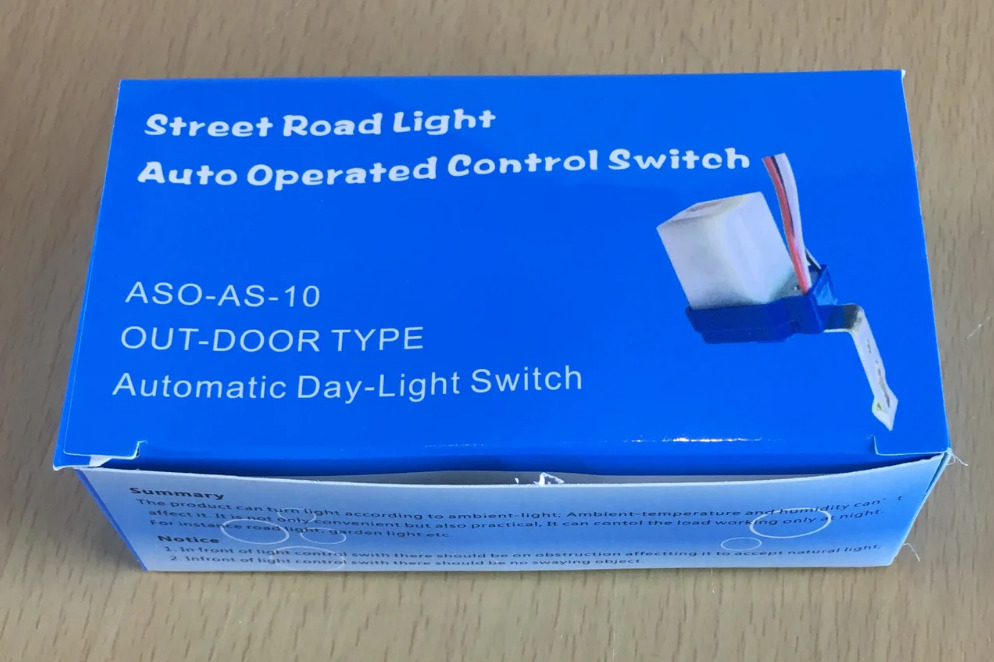 Street Road Light
Auto Operated Control Switch
ASO-AS-10
OUT-DOOR TYPE
Automatic Day-Light Switch
Summary
The product can turn light according to ambient-light. Ambient-temperature and humidity can't
affect it. It is not only convenient but also practical. It can contol the load working only at night.
For instance road light, garden light etc.
Notice
1. In front of light control swith there should be on obstruction affectiing it to accept natural light.
2. Infront of light control swith there should be no swaying object